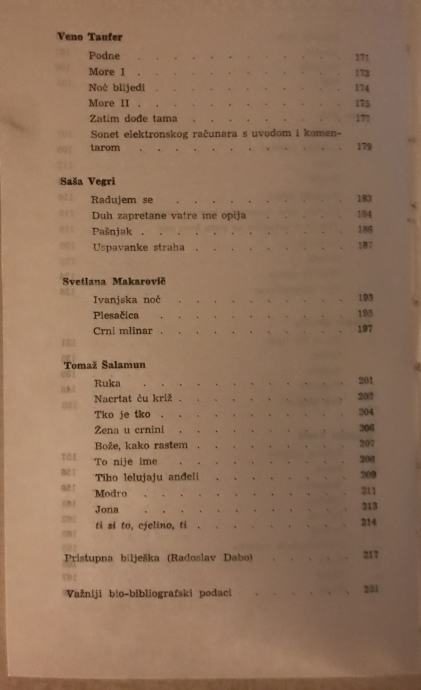 Veno Taufer
Podne . . . . . . . . . . . 171
More I . . . . . . . . . . . 173
Noć blijedi . . . . . . . . . . 174
More II . . . . . . . . . . . 175
Zatim dođe tama . . . . . . . . 177
Sonet elektronskog računara s uvodom i komen-
tarom . . . . . . . . . . . 179
Saša Vegri
Radujem se . . . . . . . . . 183
Duh zapretane vatre me opija . . . . . 184
Pašnjak . . . . . . . . . . . 186
Uspavanke straha . . . . . . . . 187
Svetlana Makarovič
Ivanjska noć . . . . . . . . . 193
Plesačica . . . . . . . . . . 195
Crni mlinar . . . . . . . . . . 197
Tomaž Šalamun
Ruka . . . . . . . . . . . 201
Nacrtat ću križ . . . . . . . . . 202
Tko je tko . . . . . . . . . . 204
Žena u crnini . . . . . . . . . 206
Bože, kako rastem . . . . . . . . 207
To nije ime . . . . . . . . . 208
Tiho lelujaju anđeli . . . . . . . 209
Modro . . . . . . . . . . . 211
Jona . . . . . . . . . . . 213
ti si to, cjelino, ti . . . . . . . . 214
Pristupna bilješka (Radoslav Dabo) . . . . 217
Važniji bio-bibliografski podaci . . . . .